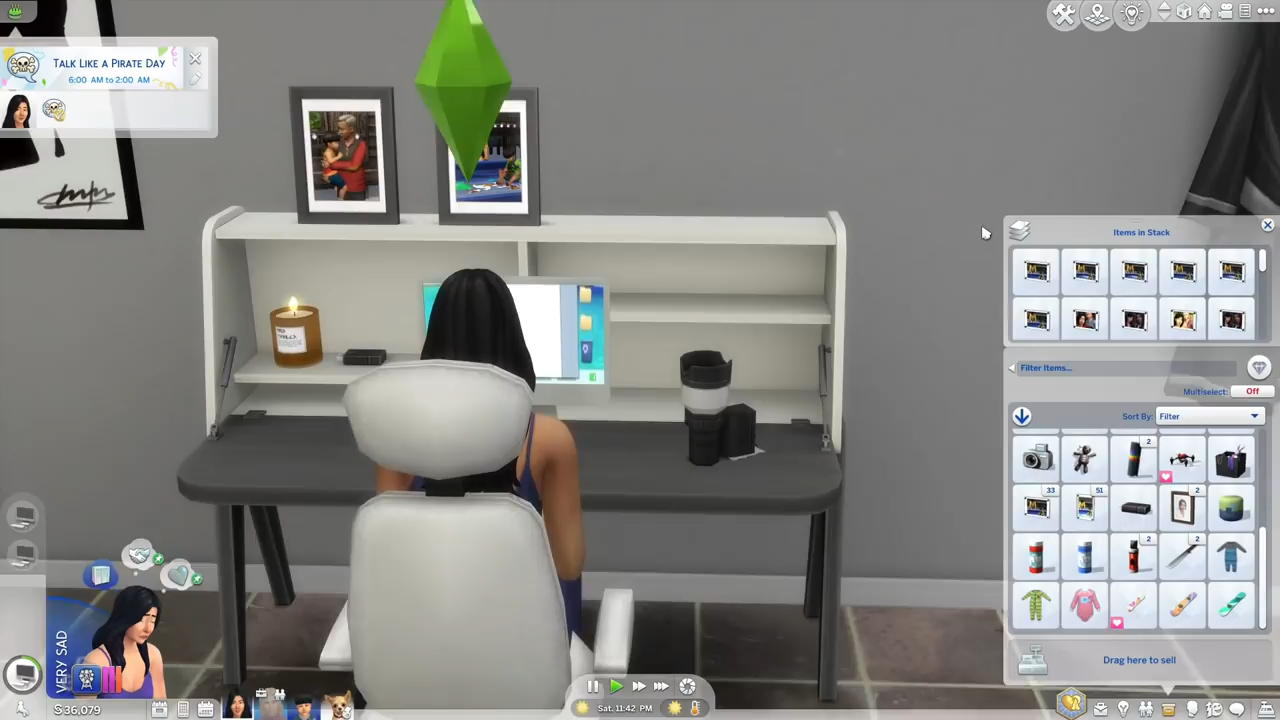 TALK LIKE A PIRATE DAY
6:00 AM to 2:00 AM
Items in Stack
Filter Items...
Multiselect: Off
Sort By: Filter
2
33
51
2
2
2
Drag here to sell
VERY SAD
§36,079
Sat. 11:42 PM